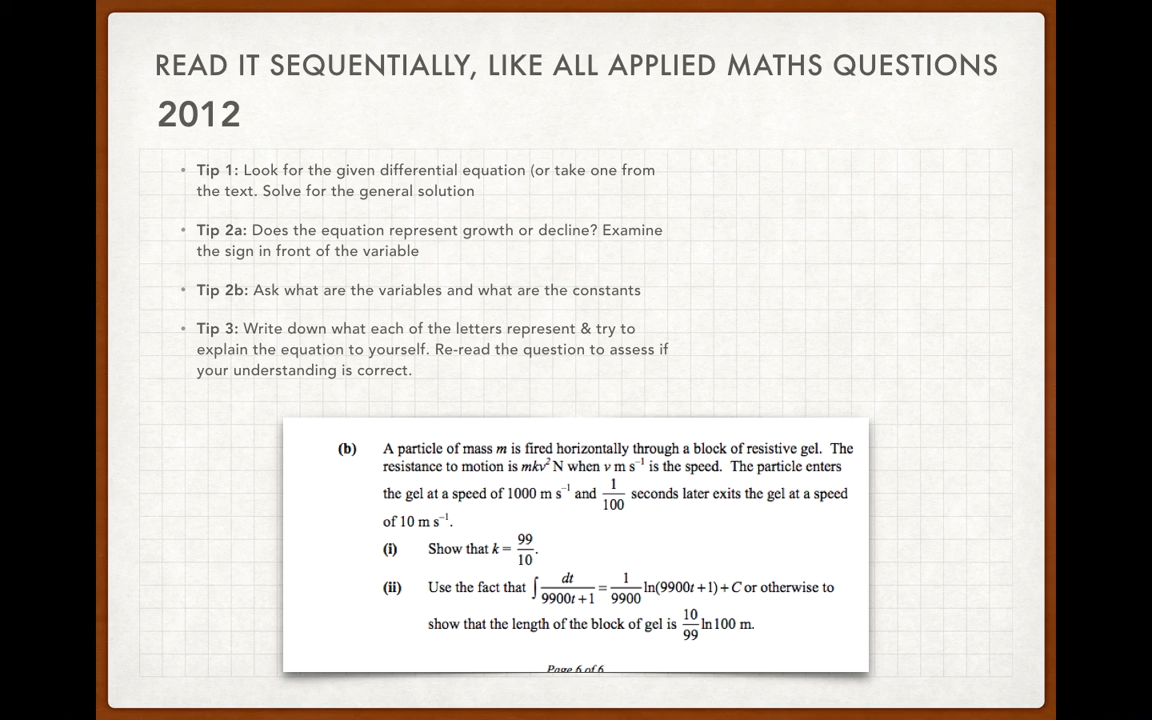 READ IT SEQUENTIALLY, LIKE ALL APPLIED MATHS QUESTIONS
2012
• Tip 1: Look for the given differential equation (or take one from
the text. Solve for the general solution
• Tip 2a: Does the equation represent growth or decline? Examine
the sign in front of the variable
• Tip 2b: Ask what are the variables and what are the constants
• Tip 3: Write down what each of the letters represent & try to
explain the equation to yourself. Re-read the question to assess if
your understanding is correct.
(b) A particle of mass m is fired horizontally through a block of resistive gel. The
resistance to motion is mkv² N when v m s⁻¹ is the speed. The particle enters
the gel at a speed of 1000 m s⁻¹ and 1/100 seconds later exits the gel at a speed
of 10 m s⁻¹.
(i) Show that k = 99/10.
(ii) Use the fact that ∫ dt/(9900t+1) = 1/9900 ln(9900t+1)+C or otherwise to
show that the length of the block of gel is 10/99 ln100 m.
Page 6 of 6